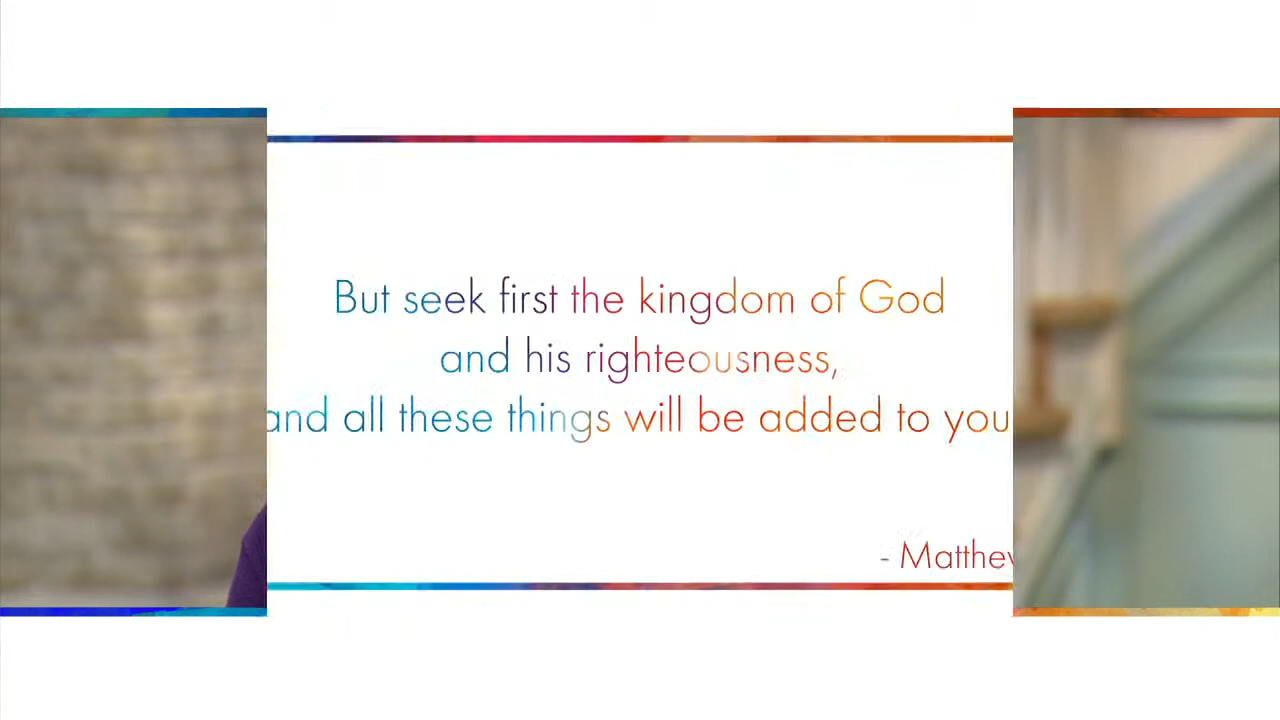 But seek first the kingdom of God
and his righteousness,
and all these things will be added to you
- Matthew